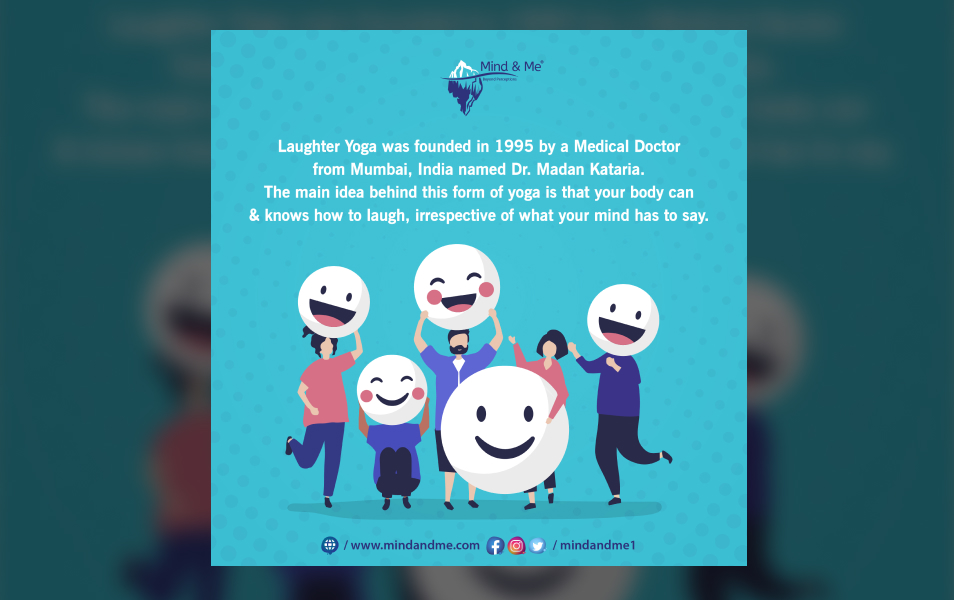 Mind & Me
Laughter Yoga was founded in 1995 by a Medical Doctor
from Mumbai, India named Dr. Madan Kataria.
The main idea behind this form of yoga is that your body can
& knows how to laugh, irrespective of what your mind has to say.
/ www.mindandme.com / mindandme1